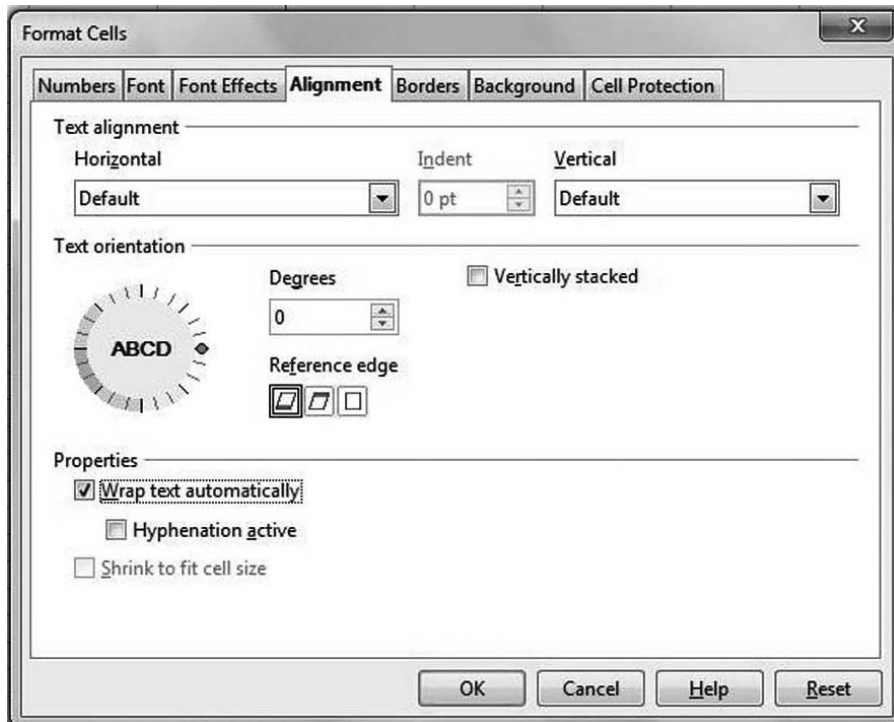 Format Cells
X
Numbers Font Font Effects Alignment Borders Background Cell Protection
Text alignment
Horizontal Indent Vertical
Default 0 pt Default
Text orientation
Degrees Vertically stacked
0
ABCD
Reference edge
Properties
Wrap text automatically
Hyphenation active
Shrink to fit cell size
OK Cancel Help Reset